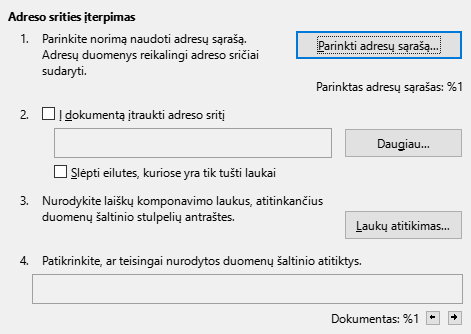 Adreso srities įterpimas
1. Parinkite norimą naudoti adresų sąrašą.
Adresų duomenys reikalingi adreso sričiai
sudaryti.
Parinkti adresų sąrašą...
Parinktas adresų sąrašas: %1
2. Į dokumentą įtraukti adreso sritį
Daugiau...
Slėpti eilutes, kuriose yra tik tušti laukai
3. Nurodykite laiškų komponavimo laukus, atitinkančius
duomenų šaltinio stulpelių antraštes.
Laukų atitikimas...
4. Patikrinkite, ar teisingai nurodytos duomenų šaltinio atitiktys.
Dokumentas: %1